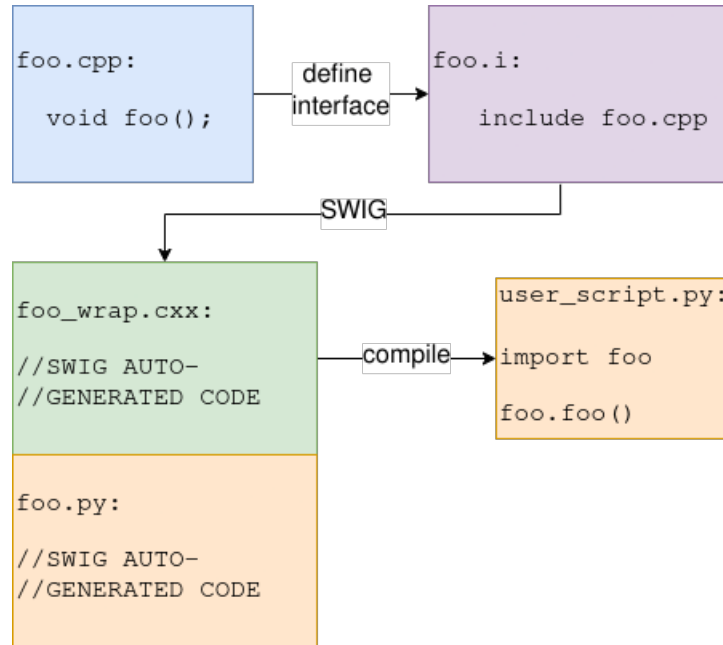 foo.cpp:
void foo();
define
interface
foo.i:
include foo.cpp
SWIG
foo_wrap.cxx:
//SWIG AUTO-
//GENERATED CODE
compile
user_script.py:
import foo
foo.foo()
foo.py:
//SWIG AUTO-
//GENERATED CODE